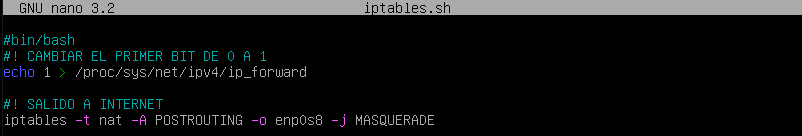 GNU nano 3.2 iptables.sh
#bin/bash
#! CAMBIAR EL PRIMER BIT DE 0 A 1
echo 1 > /proc/sys/net/ipv4/ip_forward
#! SALIDO A INTERNET
iptables -t nat -A POSTROUTING -o enp0s8 -j MASQUERADE